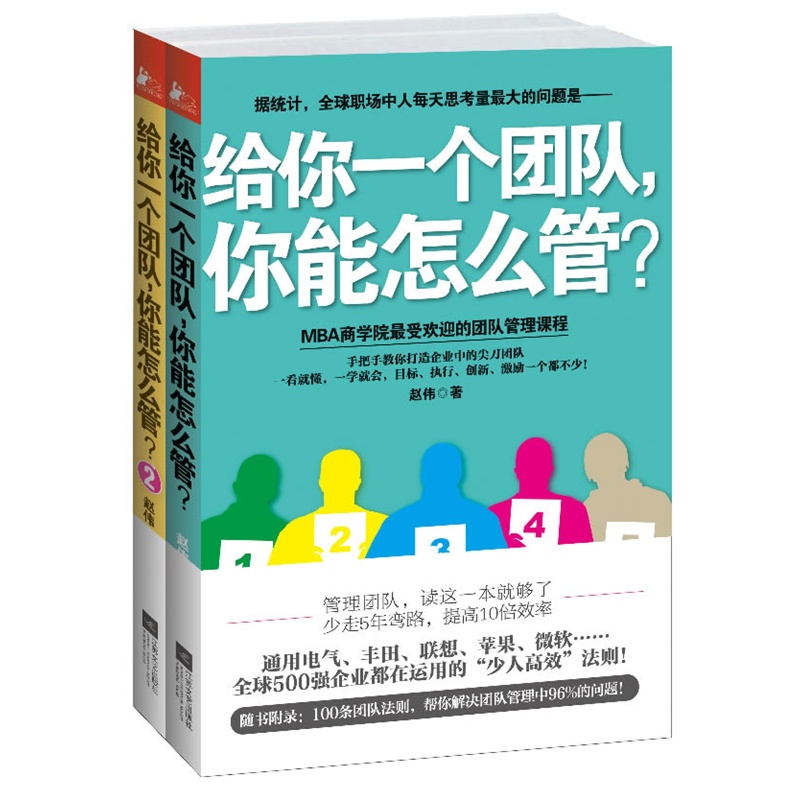 据统计，全球职场中人每天思考量最大的问题是——
给你一个团队，
你能怎么管？
MBA商学院最受欢迎的团队管理课程
手把手教你打造企业中的尖刀团队
一看就懂，一学就会，目标、执行、创新、激励一个都不少！
赵伟◎著
1
2
3
4
5
管理团队，读这一本就够了
少走5年弯路，提高10倍效率
通用电气、丰田、联想、苹果、微软……
全球500强企业都在运用的“少人高效”法则！
随书附录：100条团队法则，帮你解决团队管理中96%的问题！
给你一个团队，你能怎么管？
赵伟
给你一个团队，你能怎么管？
2
赵伟